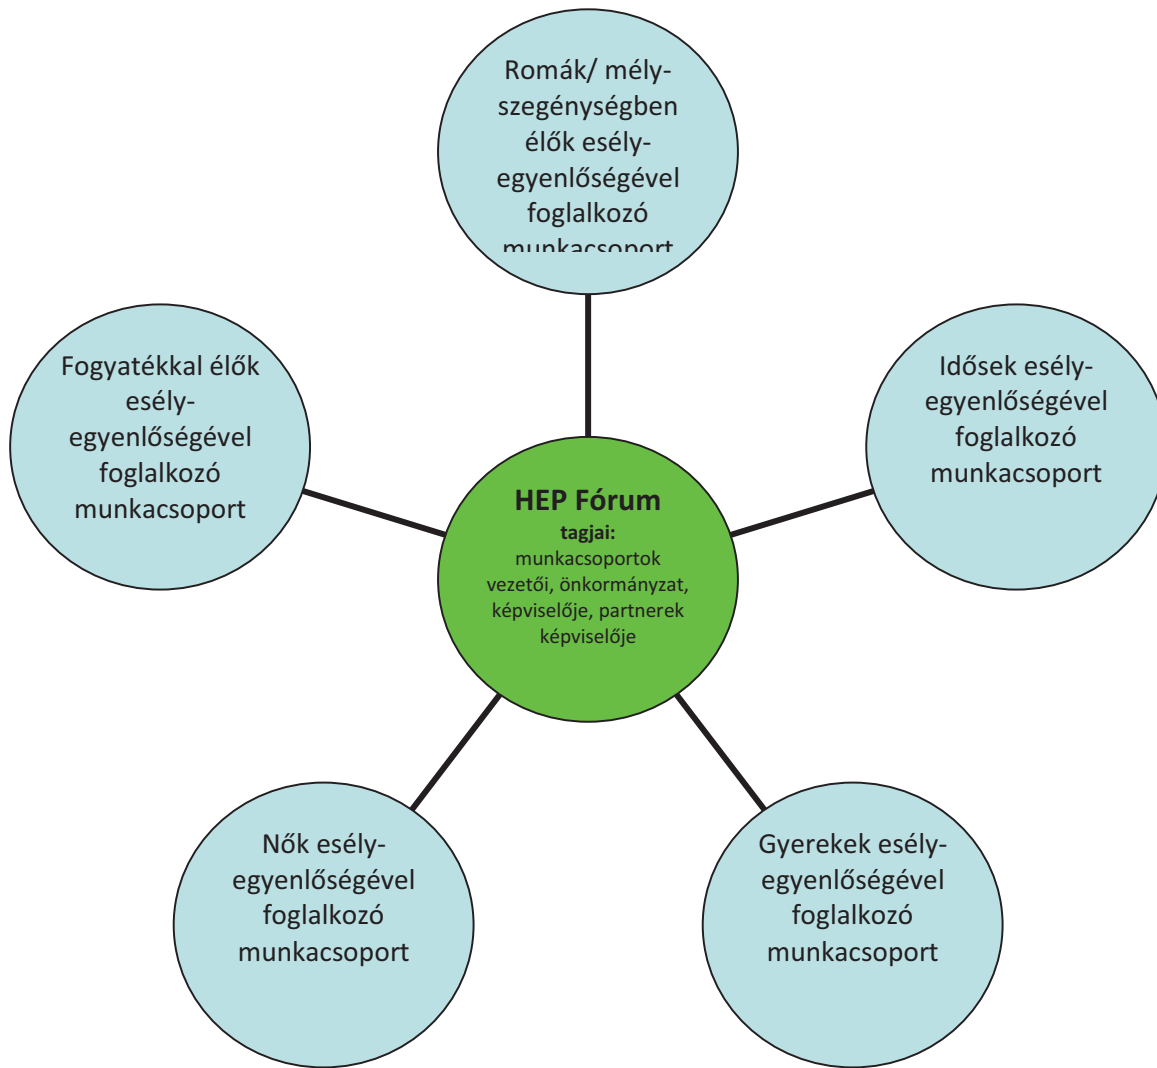 Romák/ mély-
szegénységben
élők esély-
egyenlőségével
foglalkozó
munkacsoport
Fogyatékkal élők
esély-
egyenlőségével
foglalkozó
munkacsoport
Idősek esély-
egyenlőségével
foglalkozó
munkacsoport
HEP Fórum
tagjai:
munkacsoportok
vezetői, önkormányzat,
képviselője, partnerek
képviselője
Nők esély-
egyenlőségével
foglalkozó
munkacsoport
Gyerekek esély-
egyenlőségével
foglalkozó
munkacsoport